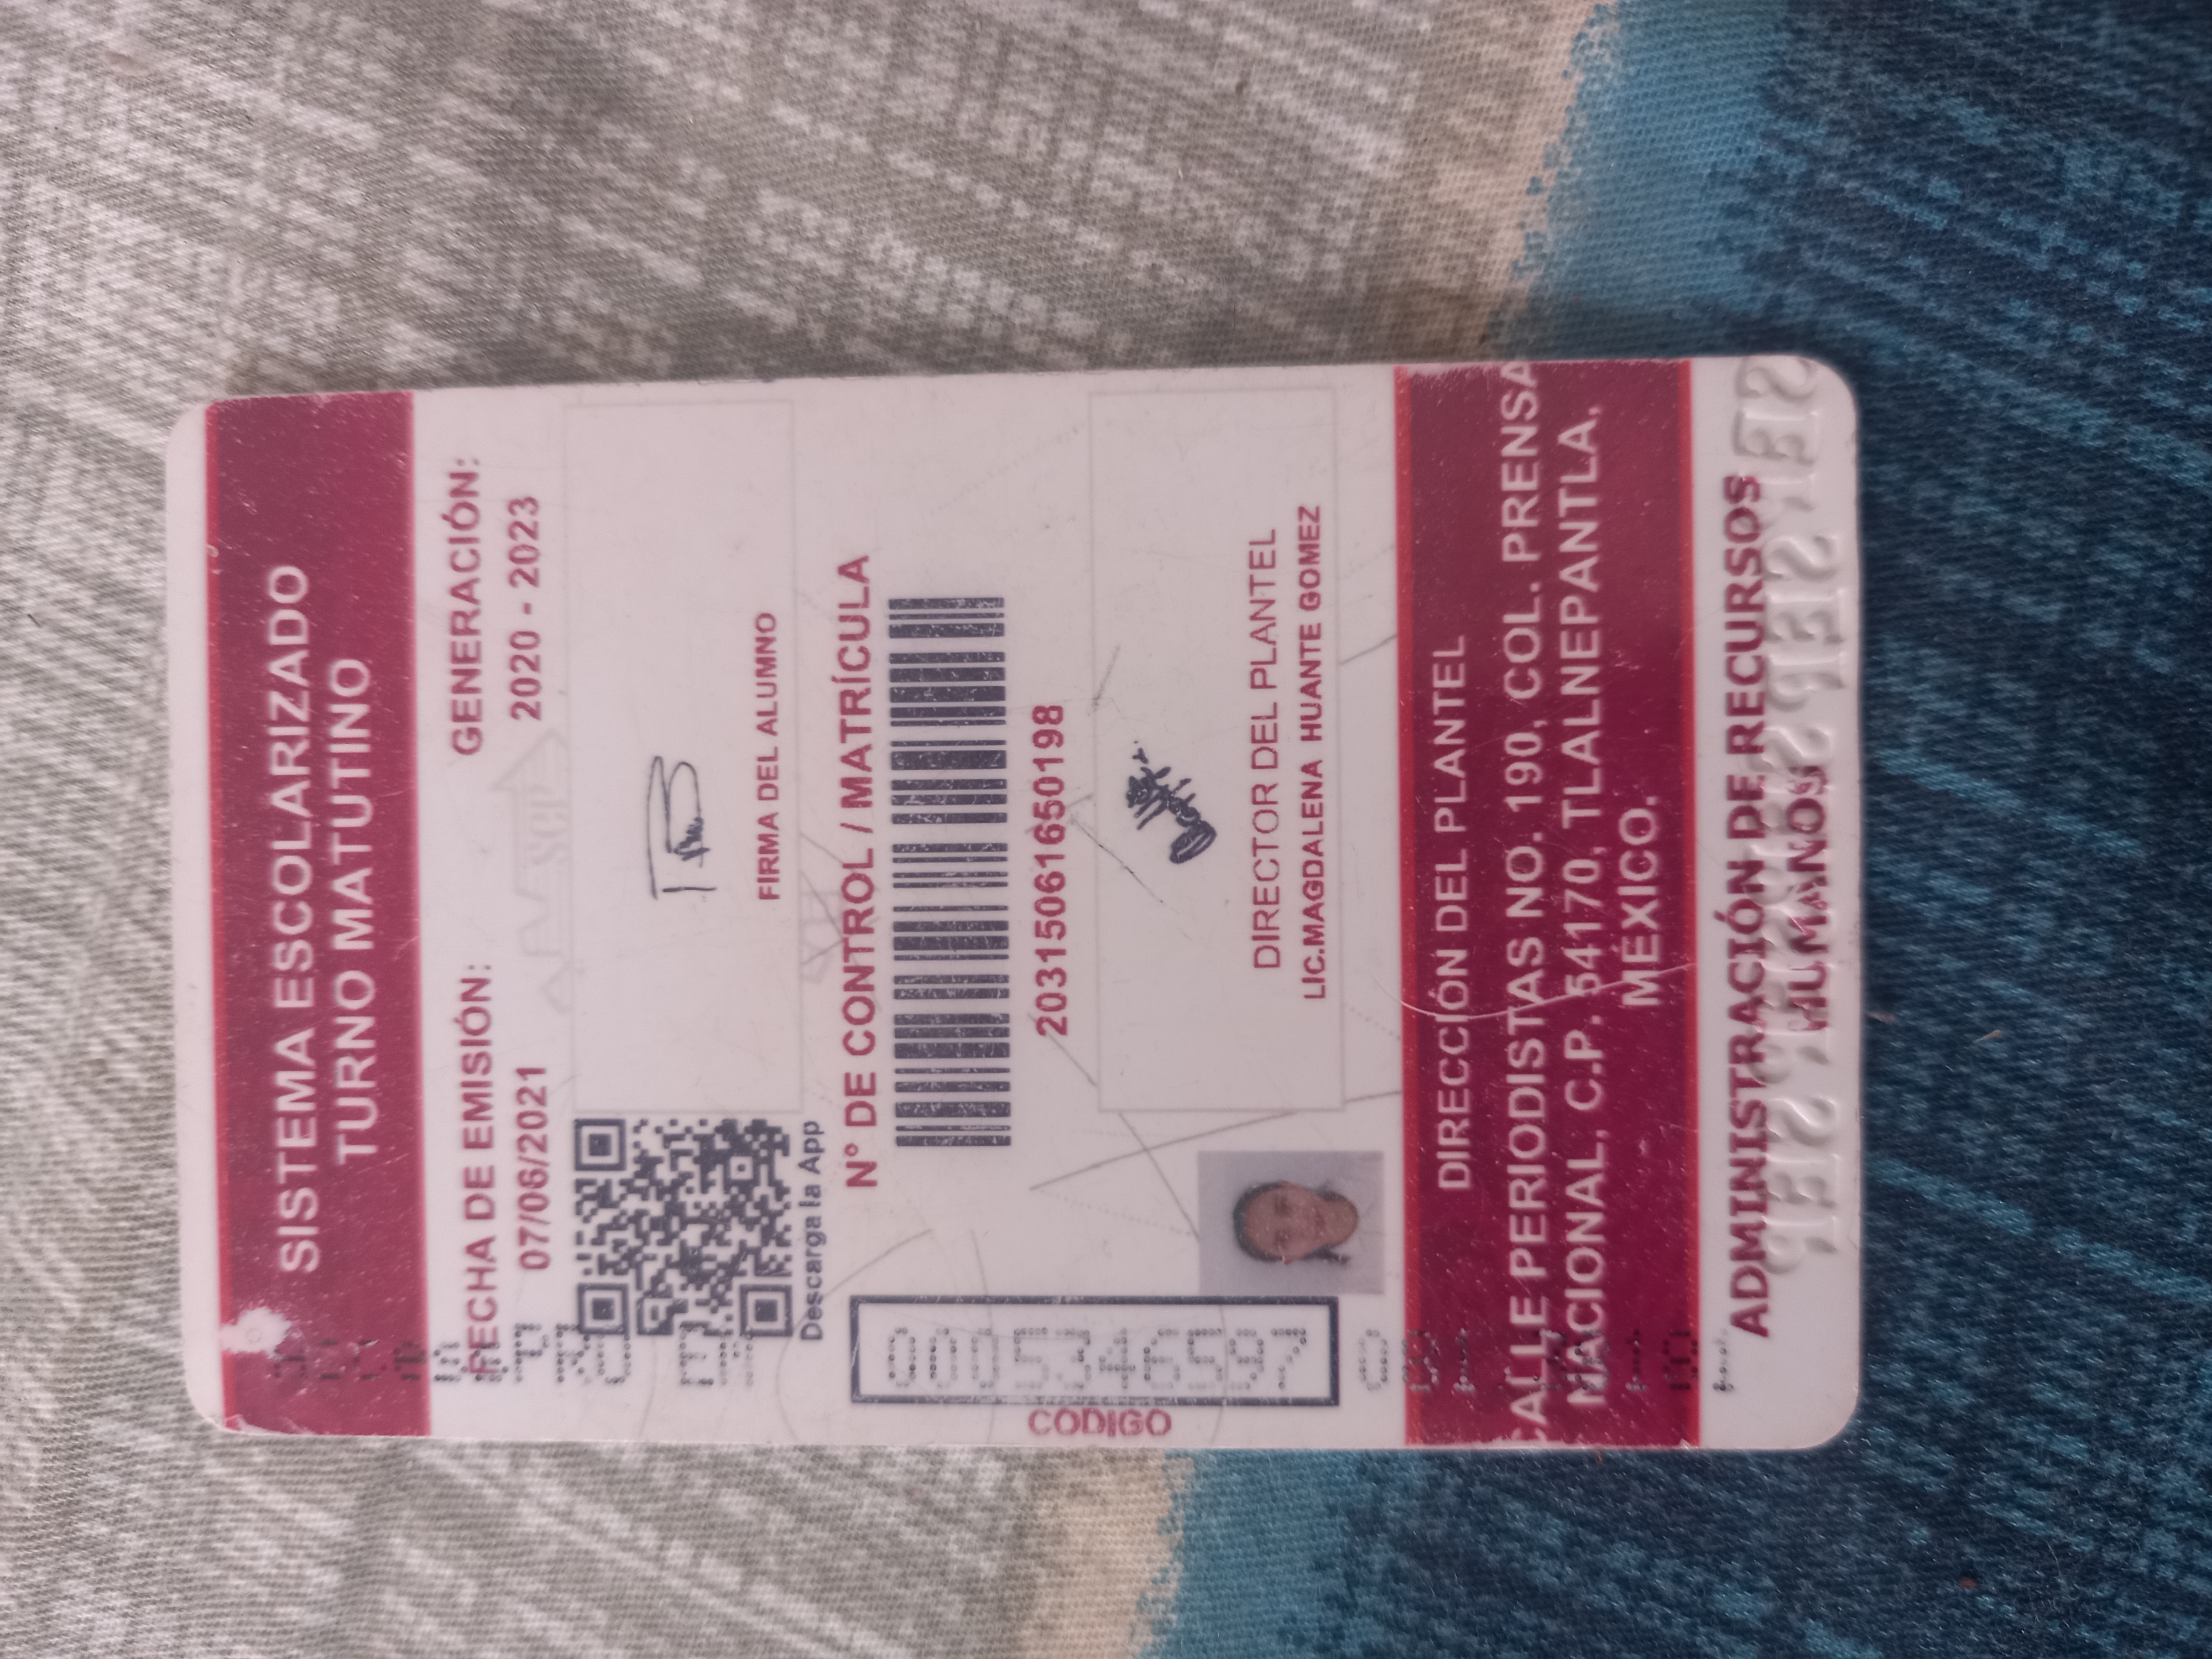 SISTEMA ESCOLARIZADO
TURNO MATUTINO
FECHA DE EMISIÓN:
07/06/2021
GENERACIÓN:
2020 - 2023
FIRMA DEL ALUMNO
Descarga la App
N° DE CONTROL / MATRÍCULA
20315061650198
CODIGO
DIRECTOR DEL PLANTEL
LIC.MAGDALENA HUANTE GOMEZ
DIRECCIÓN DEL PLANTEL
CALLE PERIODISTAS NO. 190, COL. PRENSA
NACIONAL, C.P. 54170, TLALNEPANTLA,
MÉXICO.
ADMINISTRACIÓN DE RECURSOS
HUMANOS